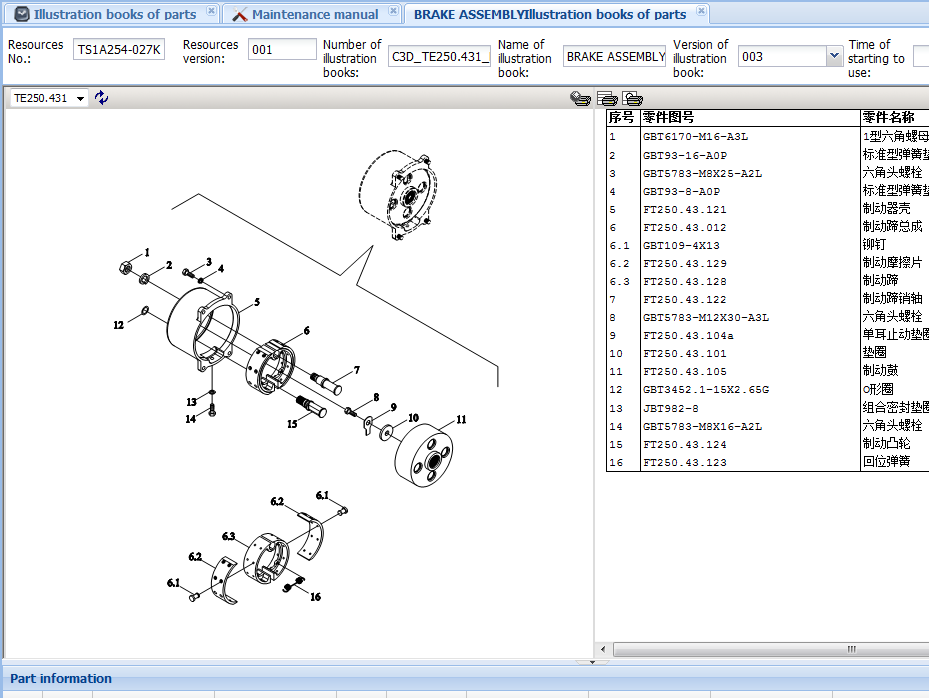 Illustration books of parts
Maintenance manual
BRAKE ASSEMBLYIllustration books of parts
Resources No.:
TS1A254-027K
Resources version:
001
Number of illustration books:
C3D_TE250.431_
Name of illustration book:
BRAKE ASSEMBLY
Version of illustration book:
003
Time of starting to use:
TE250.431
序号 零件图号 零件名称
1 GBT6170-M16-A3L 1型六角螺母
2 GBT93-16-A0P 标准型弹簧垫
3 GBT5783-M8X25-A2L 六角头螺栓
4 GBT93-8-A0P 标准型弹簧垫
5 FT250.43.121 制动器壳
6 FT250.43.012 制动蹄总成
6.1 GBT109-4X13 铆钉
6.2 FT250.43.129 制动摩擦片
6.3 FT250.43.128 制动蹄
7 FT250.43.122 制动蹄销轴
8 GBT5783-M12X30-A3L 六角头螺栓
9 FT250.43.104a 单耳止动垫圈
10 FT250.43.101 垫圈
11 FT250.43.105 制动鼓
12 GBT3452.1-15X2.65G O形圈
13 JBT982-8 组合密封垫圈
14 GBT5783-M8X16-A2L 六角头螺栓
15 FT250.43.124 制动凸轮
16 FT250.43.123 回位弹簧
1
2
3
4
5
12
6
7
13
14
15
8
9
10
11
6.1
6.2
6.3
6.2
6.1
16
Part information